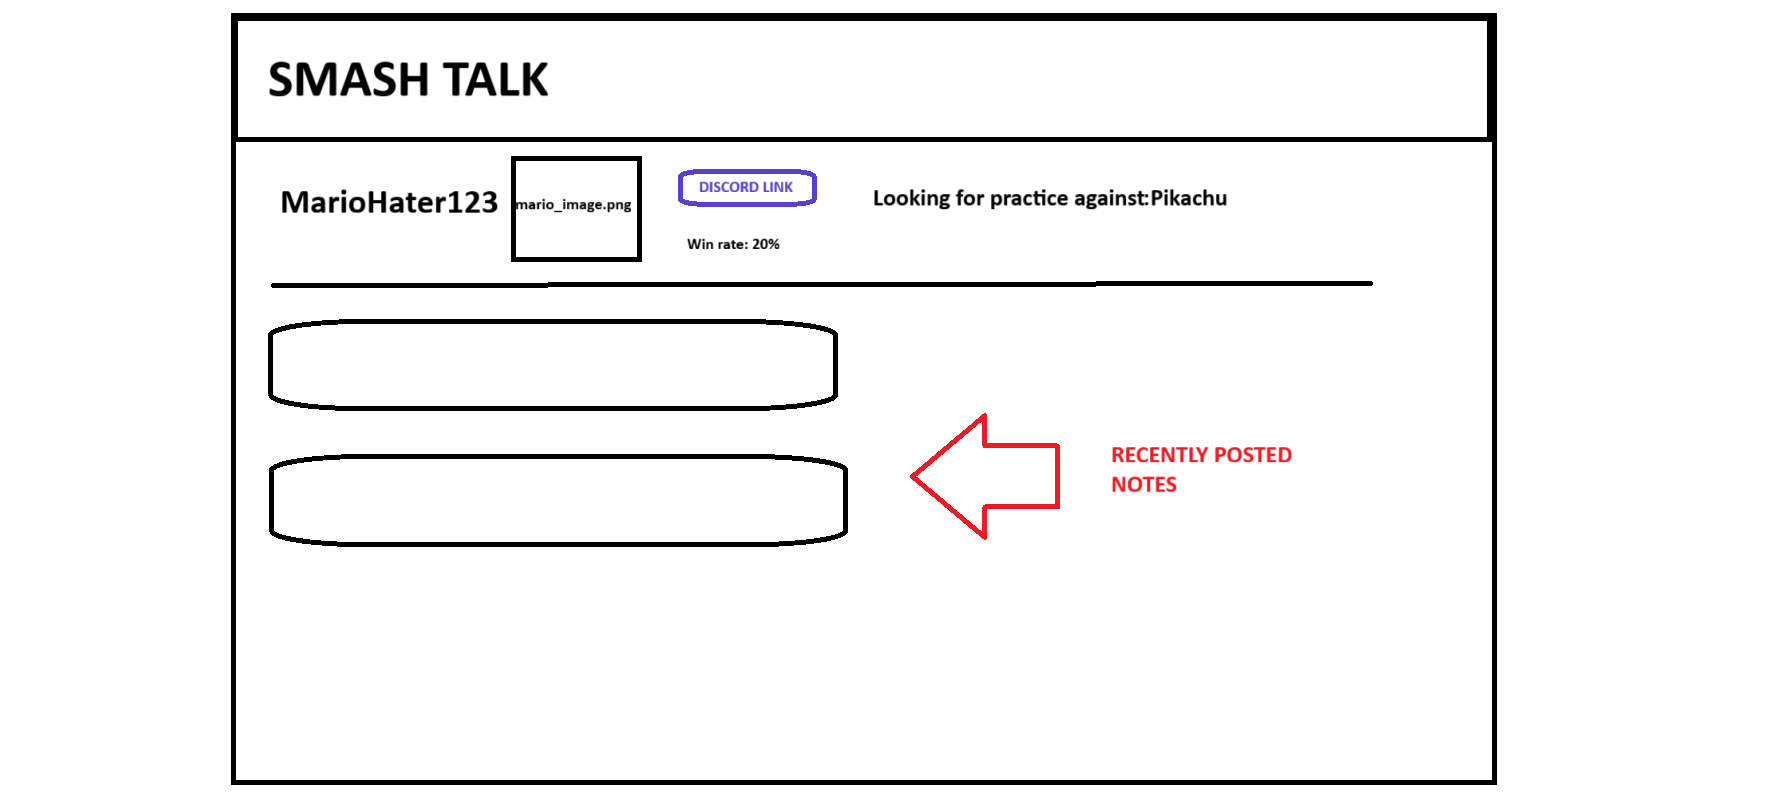 SMASH TALK
MarioHater123
mario_image.png
DISCORD LINK
Win rate: 20%
Looking for practice against:Pikachu
RECENTLY POSTED
NOTES